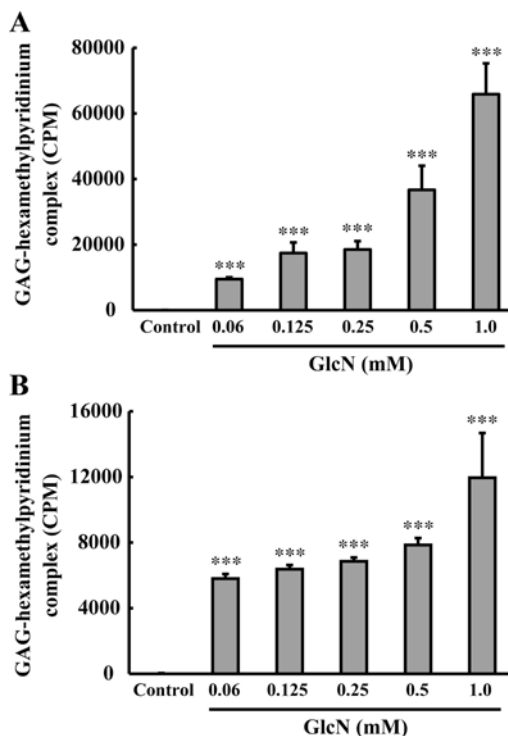 A
GAG-hexamethylpyridinium
complex (CPM)
80000
60000
40000
20000
0
***
***
***
***
***
Control 0.06 0.125 0.25 0.5 1.0
GlcN (mM)
B
GAG-hexamethylpyridinium
complex (CPM)
16000
12000
8000
4000
0
***
***
***
***
***
Control 0.06 0.125 0.25 0.5 1.0
GlcN (mM)